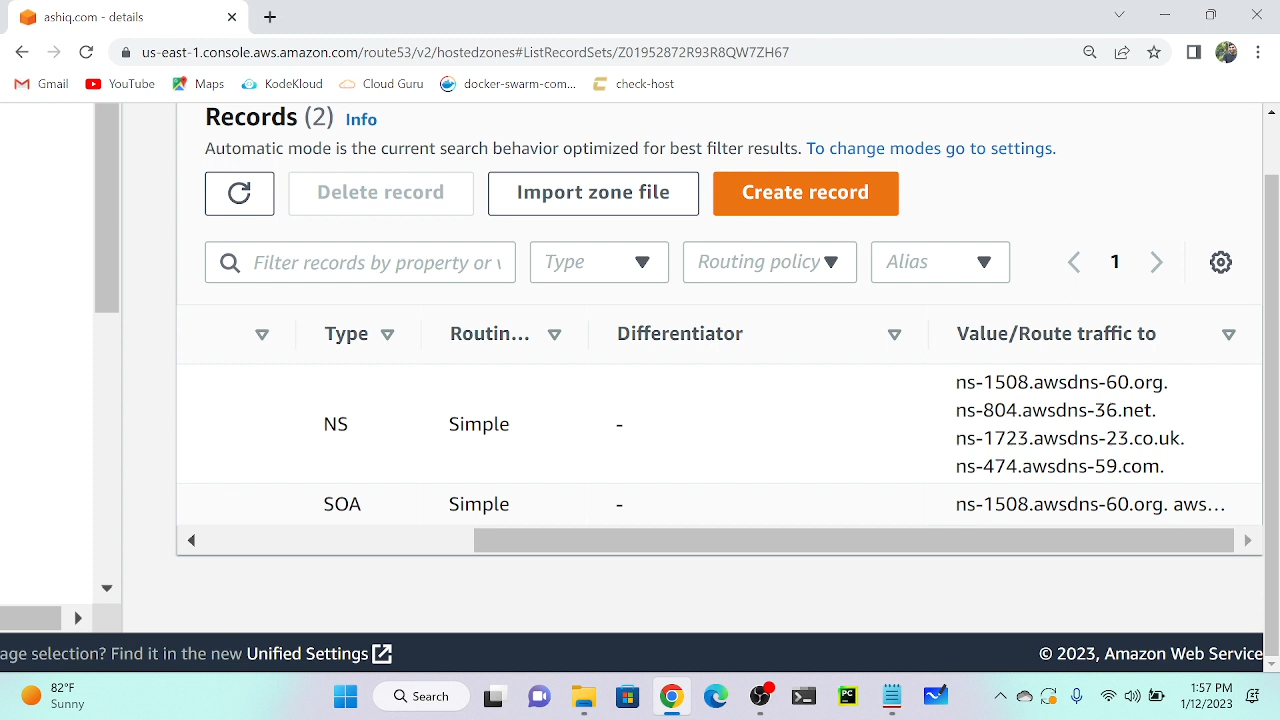 ashiq.com - details
us-east-1.console.aws.amazon.com/route53/v2/hostedzones#ListRecordSets/Z01952872R93R8QW7ZH67
Gmail YouTube Maps KodeKloud Cloud Guru docker-swarm-com... check-host
Records (2) Info
Automatic mode is the current search behavior optimized for best filter results. To change modes go to settings.
Delete record Import zone file Create record
Filter records by property or Type Routing policy Alias 1
Type Routin... Differentiator Value/Route traffic to
ns-1508.awsdns-60.org.
ns-804.awsdns-36.net.
NS Simple -
ns-1723.awsdns-23.co.uk.
ns-474.awsdns-59.com.
SOA Simple - ns-1508.awsdns-60.org. aws...
age selection? Find it in the new Unified Settings © 2023, Amazon Web Service
82°F
Sunny
Search
PC
1:57 PM
1/12/2023